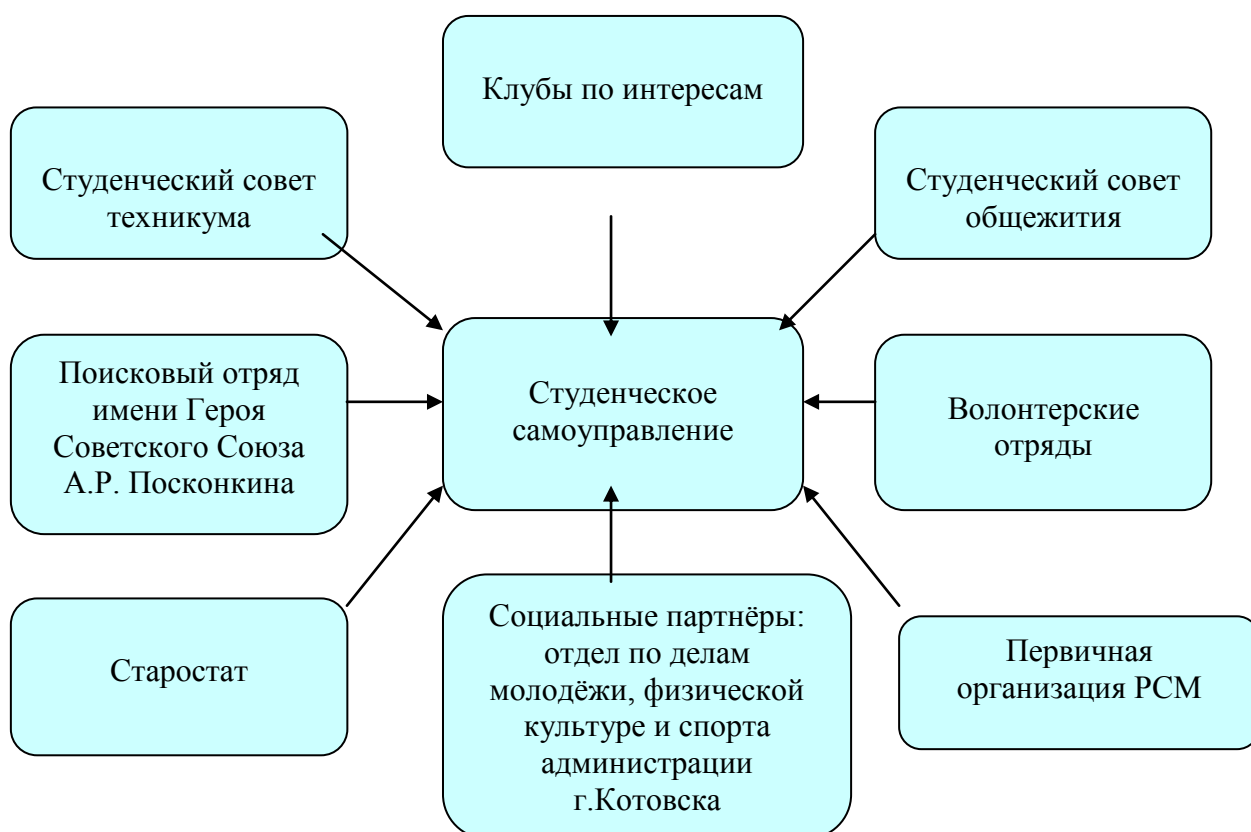 Клубы по интересам
Студенческий совет
техникума
Студенческий совет
общежития
Поисковый отряд
имени Героя
Советского Союза
А.Р. Посконкина
Студенческое
самоуправление
Волонтерские
отряды
Старостат
Социальные партнёры:
отдел по делам
молодёжи, физической
культуре и спорта
администрации
г.Котовска
Первичная
организация РСМ